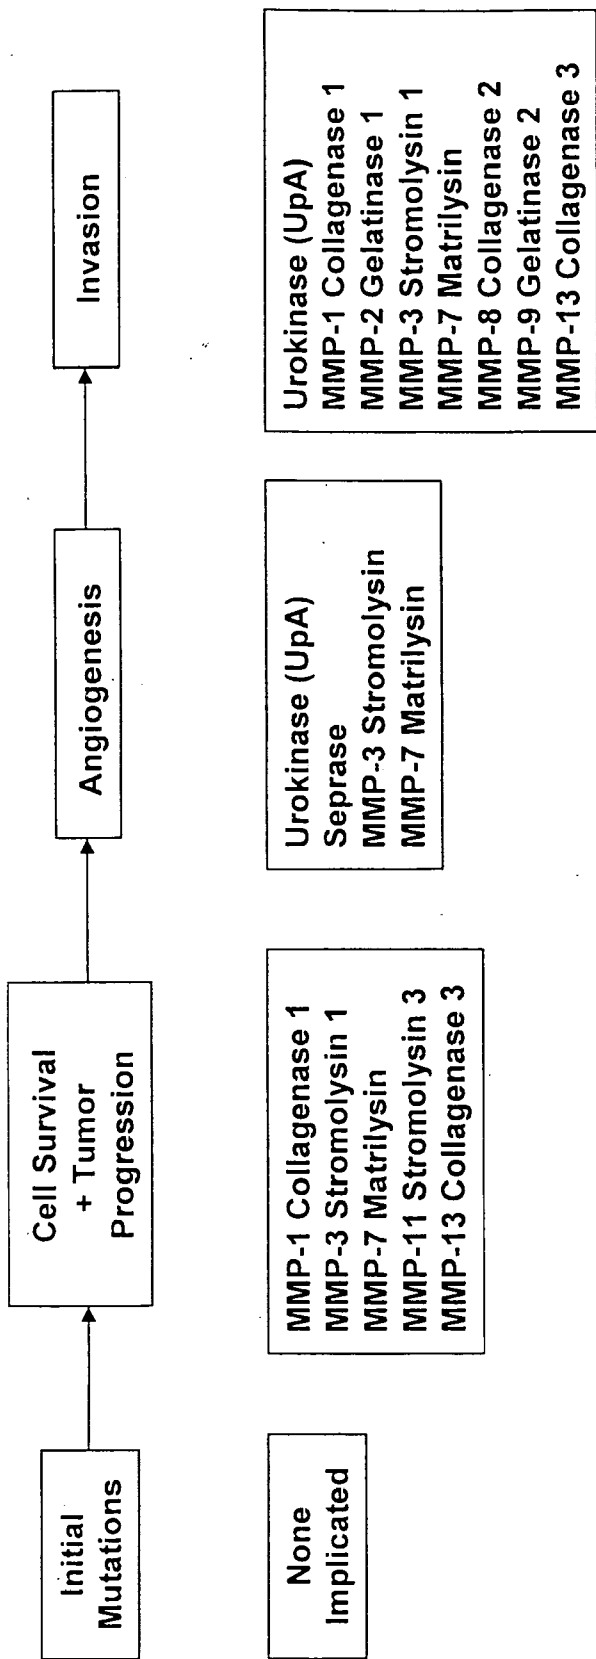 Initial
Mutations
Cell Survival
+ Tumor
Progression
Angiogenesis
Invasion
None
Implicated
MMP-1 Collagenase 1
MMP-3 Stromolysin 1
MMP-7 Matrilysin
MMP-11 Stromolysin 3
MMP-13 Collagenase 3
Urokinase (UpA)
Seprase
MMP-3 Stromolysin
MMP-7 Matrilysin
Urokinase (UpA)
MMP-1 Collagenase 1
MMP-2 Gelatinase 1
MMP-3 Stromolysin 1
MMP-7 Matrilysin
MMP-8 Collagenase 2
MMP-9 Gelatinase 2
MMP-13 Collagenase 3